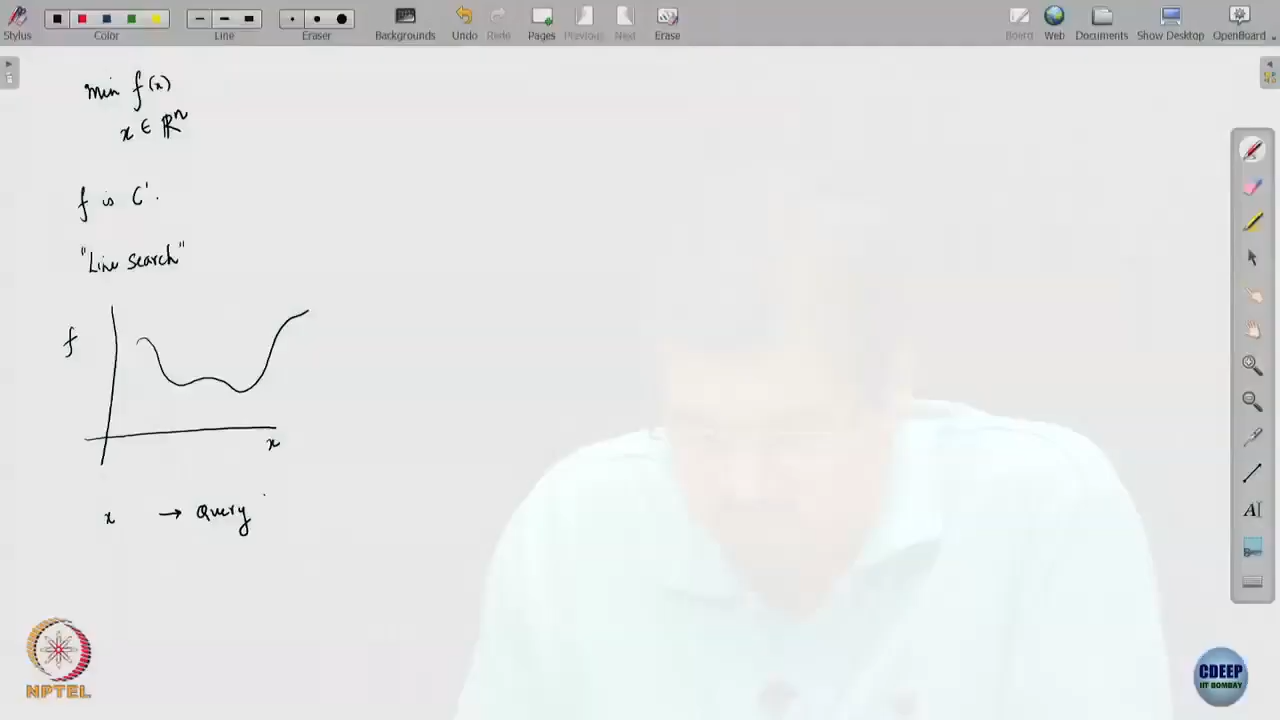 Stylus
Color
Line
Eraser
Backgrounds
Undo
Redo
Pages
Previous
Next
Erase
Board
Web
Documents
Show Desktop
OpenBoard
min f(x)
x ∈ ℝⁿ
f is C¹.
"Line search"
f
x
x → Query
A
NPTEL
CDEEP
IIT BOMBAY